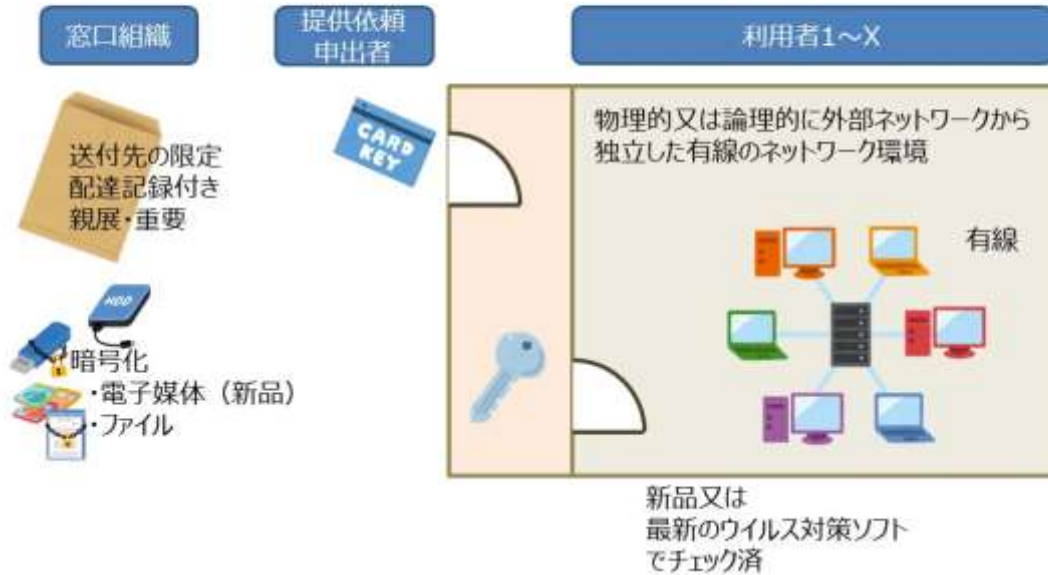 窓口組織
提供依頼
申出者
利用者1～X
送付先の限定
配達記録付き
親展・重要
CARD
KEY
物理的又は論理的に外部ネットワークから
独立した有線のネットワーク環境
有線
HDD
暗号化
・電子媒体（新品）
・ファイル
新品又は
最新のウイルス対策ソフト
でチェック済